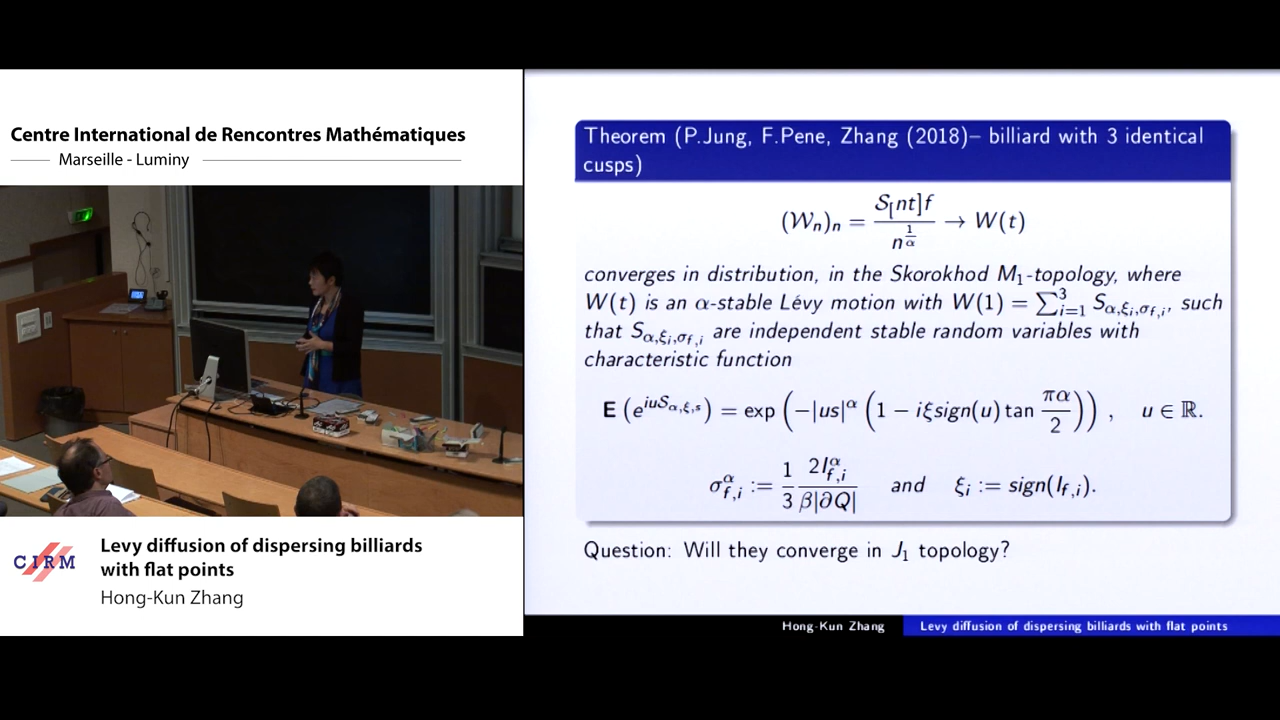 Centre International de Rencontres Mathématiques
Marseille - Luminy
CIRM
Levy diffusion of dispersing billiards
with flat points
Hong-Kun Zhang
Theorem (P.Jung, F.Pene, Zhang (2018)– billiard with 3 identical
cusps)
(𝒲ₙ)ₙ = S[nt]f / n^{1/α} → W(t)
converges in distribution, in the Skorokhod M₁-topology, where
W(t) is an α-stable Lévy motion with W(1) = ∑³ᵢ₌₁ S_{α,ξᵢ,σ_{f,i}}, such
that S_{α,ξᵢ,σ_{f,i}} are independent stable random variables with
characteristic function
E (e^{iuS_{α,ξ,s}}) = exp (−|us|^α (1 − iξsign(u) tan πα/2)) , u ∈ ℝ.
σ^α_{f,i} := 1/3 2I^α_{f,i}/β|∂Q| and ξᵢ := sign(I_{f,i}).
Question: Will they converge in J₁ topology?
Hong-Kun Zhang
Levy diffusion of dispersing billiards with flat points